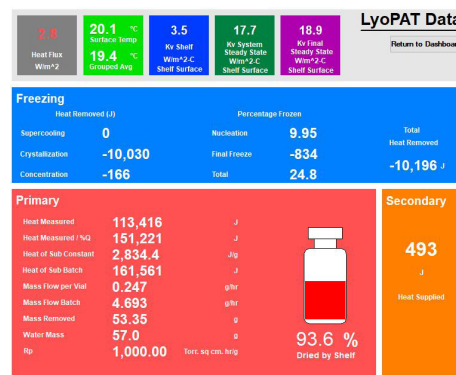 LyoPAT Data
Return to Dashboar
2.8
Heat Flux
W/m^2
20.1 °C
Surface Temp
19.4 °C
Grouped Avg
3.5
Kv Shelf
W/m^2-C
Shelf Surface
17.7
Kv System
Steady State
W/m^2-C
Shelf Surface
18.9
Kv Final
Steady State
W/m^2-C
Shelf Surface
Freezing
Heat Removed (J)
Percentage Frozen
Supercooling 0
Nucleation 9.95
Total
Heat Removed
Crystallization -10,030
Final Freeze -834
-10,196 J
Concentration -166
Total 24.8
Primary
Heat Measured 113,416 J
Heat Measured / %Q 151,221 J
Heat of Sub Constant 2,834.4 J/g
Heat of Sub Batch 161,561 J
Mass Flow per Vial 0.247 g/hr
Mass Flow Batch 4.693 g/hr
Mass Removed 53.35 g
Water Mass 57.0 g
Rp 1,000.00 Torr. sq cm. hr/g
93.6 %
Dried by Shelf
Secondary
493
J
Heat Supplied